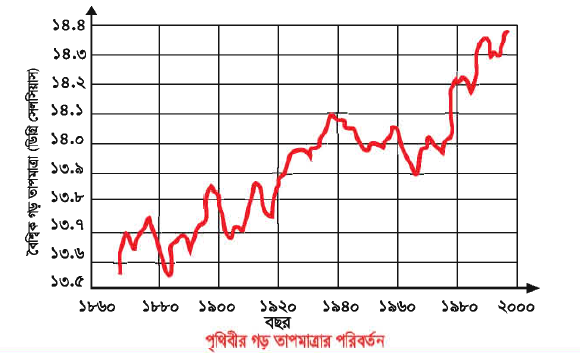 বৈশ্বিক গড় তাপমাত্রা (ডিগ্রি সেলসিয়াস)
১৪.৪
১৪.৩
১৪.২
১৪.১
১৪.০
১৩.৯
১৩.৮
১৩.৭
১৩.৬
১৩.৫
১৮৬০ ১৮৮০ ১৯০০ ১৯২০ ১৯৪০ ১৯৬০ ১৯৮০ ২০০০
বছর
পৃথিবীর গড় তাপমাত্রার পরিবর্তন